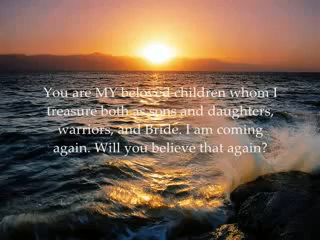 You are MY beloved children whom I
treasure both as sons and daughters,
warriors, and Bride. I am coming
again. Will you believe that again?